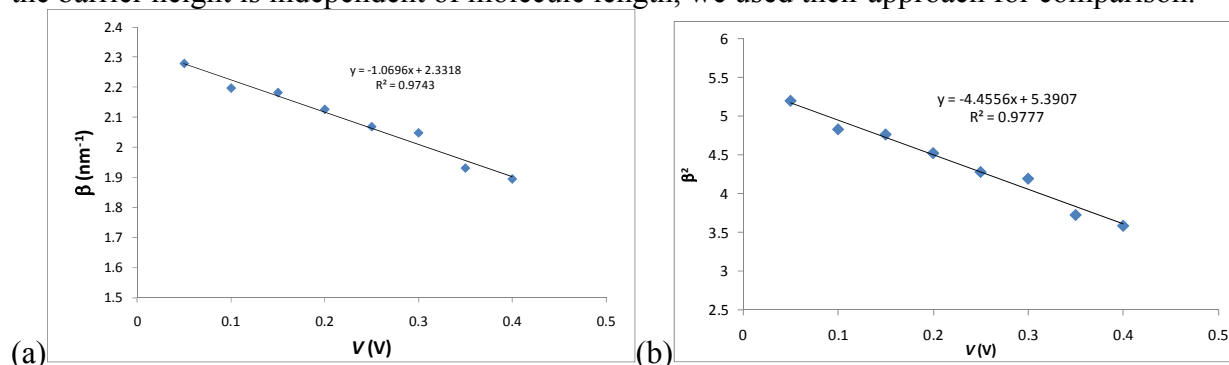 the barrier height is independent of molecule length, we used their approach for comparison.
2.4
2.3
2.2
2.1
2
1.9
1.8
1.7
1.6
1.5
β (nm⁻¹)
y = -1.0696x + 2.3318
R² = 0.9743
0 0.1 0.2 0.3 0.4 0.5
V (V)
(a)
6
5.5
5
4.5
4
3.5
3
2.5
β²
y = -4.4556x + 5.3907
R² = 0.9777
0 0.1 0.2 0.3 0.4 0.5
V (V)
(b)